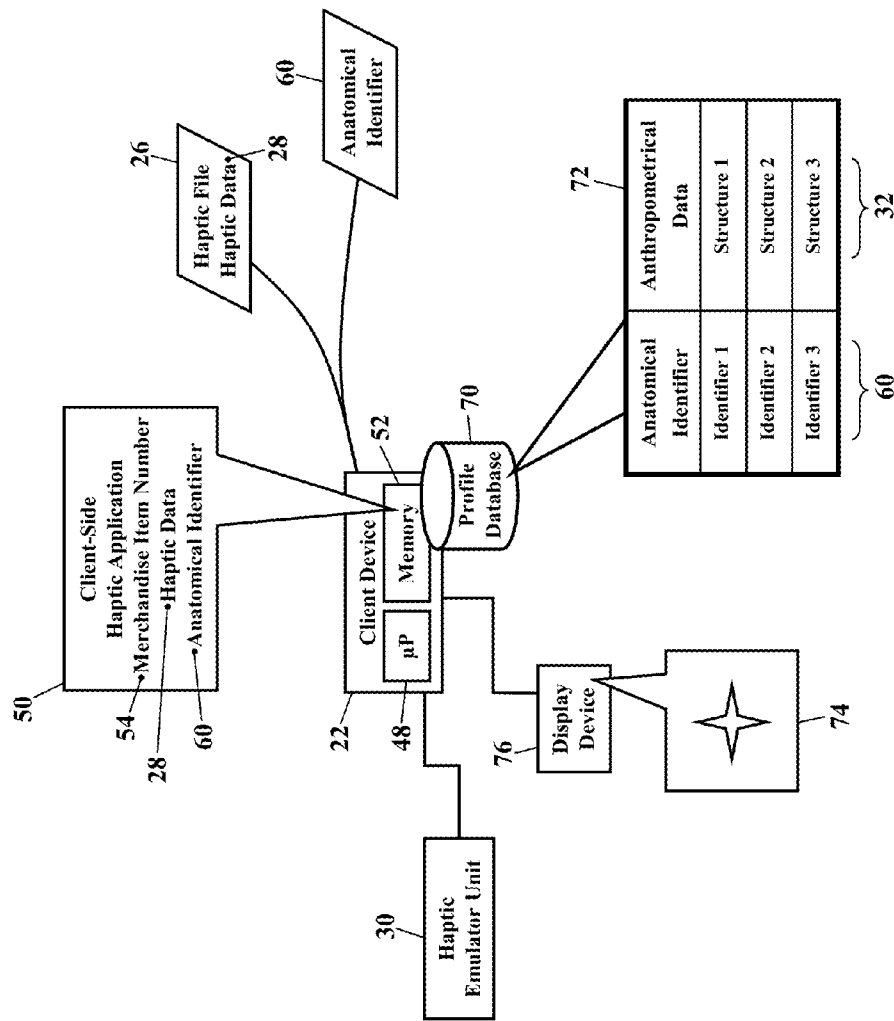 50
Client-Side
Haptic Application
54
•Merchandise Item Number
28
•Haptic Data
60
•Anatomical Identifier
26
Haptic File
Haptic Data•
28
60
Anatomical
Identifier
22
Client Device
48
µP
Memory
52
70
Profile
Database
30
Haptic
Emulator Unit
76
Display
Device
74
72
Anatomical
Identifier
Anthropometrical
Data
Identifier 1
Structure 1
Identifier 2
Structure 2
Identifier 3
Structure 3
60
32